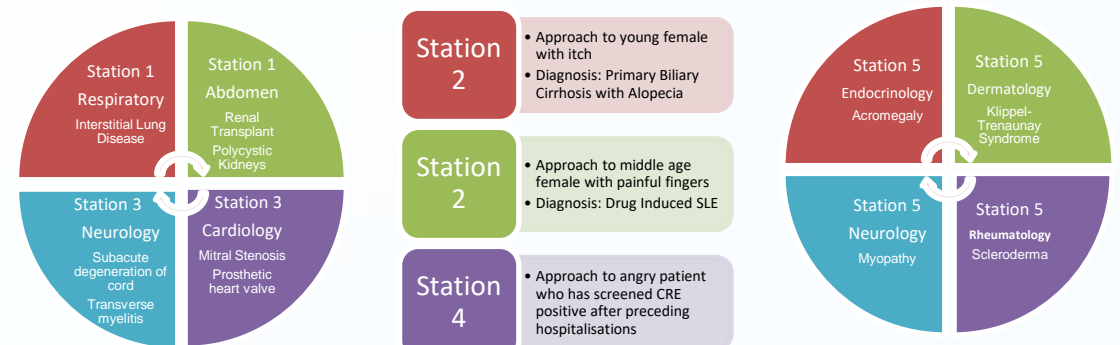 Station 1
Respiratory
Interstitial Lung
Disease
Station 1
Abdomen
Renal
Transplant
Polycystic
Kidneys
Station 3
Neurology
Subacute
degeneration of
cord
Transverse
myelitis
Station 3
Cardiology
Mitral Stenosis
Prosthetic
heart valve
Station
2
• Approach to young female
with itch
• Diagnosis: Primary Biliary
Cirrhosis with Alopecia
Station
2
• Approach to middle age
female with painful fingers
• Diagnosis: Drug Induced SLE
Station
4
• Approach to angry patient
who has screened CRE
positive after preceding
hospitalisations
Station 5
Endocrinology
Acromegaly
Station 5
Dermatology
Klippel-
Trenaunay
Syndrome
Station 5
Neurology
Myopathy
Station 5
Rheumatology
Scleroderma